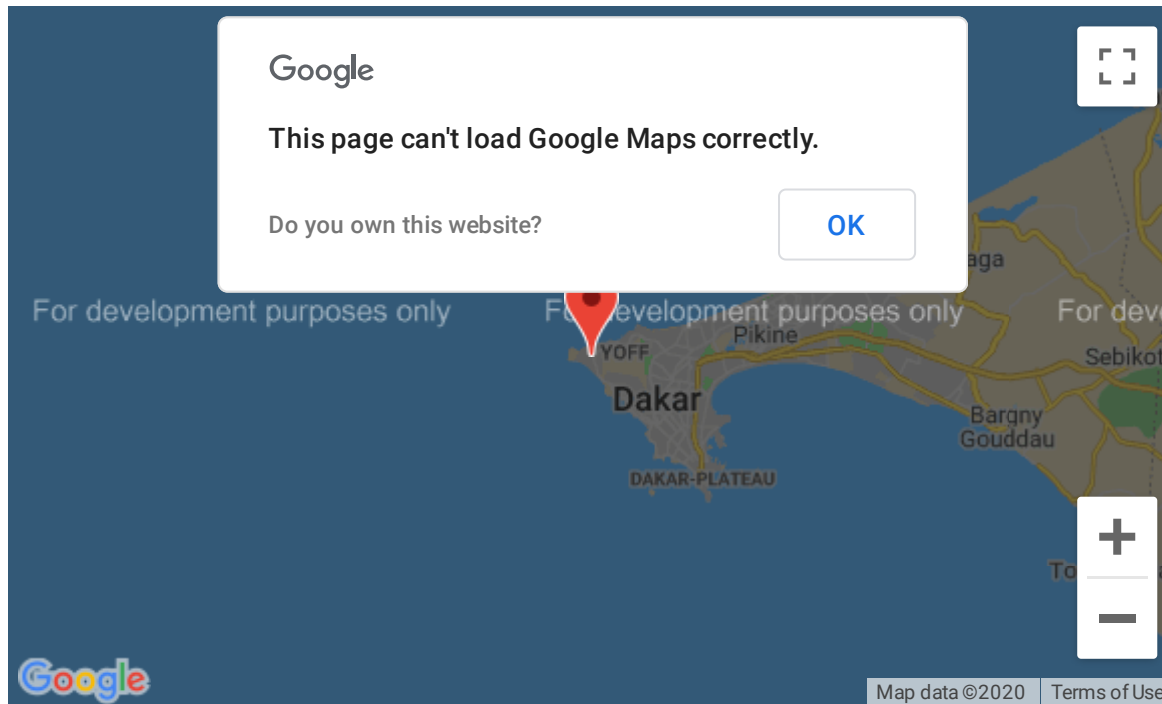 Google
This page can't load Google Maps correctly.
Do you own this website?
OK
aga
For development purposes only
development purposes only
For dev
Pikine
YOFF
Sebikot
Dakar
Bargny
Gouddau
DAKAR-PLATEAU
To
Google
Map data ©2020
Terms of Use